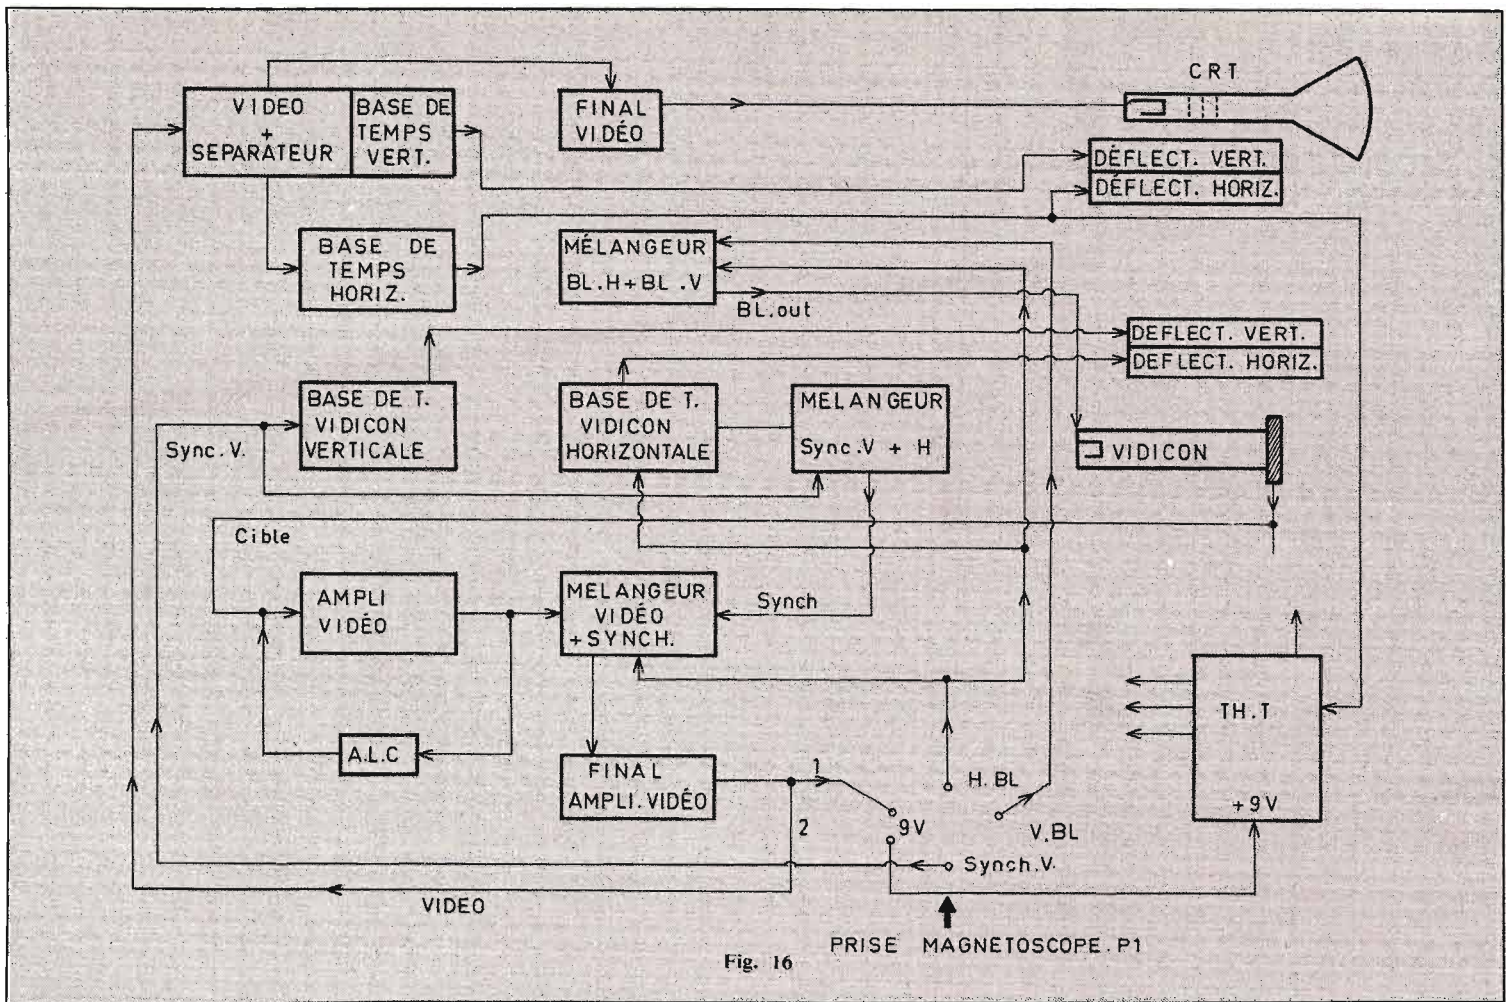 CRT
VIDEO
+
SEPARATEUR
BASE DE
TEMPS
VERT.
FINAL
VIDÉO
DÉFLECT. VERT.
DÉFLECT. HORIZ.
BASE DE
TEMPS
HORIZ.
MÉLANGEUR
BL.H+BL.V
BL.out
DEFLECT. VERT.
DEFLECT. HORIZ.
BASE DE T.
VIDICON
VERTICALE
BASE DE T.
VIDICON
HORIZONTALE
MELANGEUR
Sync.V + H
Sync.V.
VIDICON
Cible
AMPLI
VIDÉO
MELANGEUR
VIDÉO
+SYNCH.
Synch
TH.T
+9V
A.L.C
FINAL
AMPLI.VIDÉO
1
2
H.BL
9V
V.BL
Synch.V.
VIDEO
PRISE MAGNETOSCOPE.P1
Fig. 16